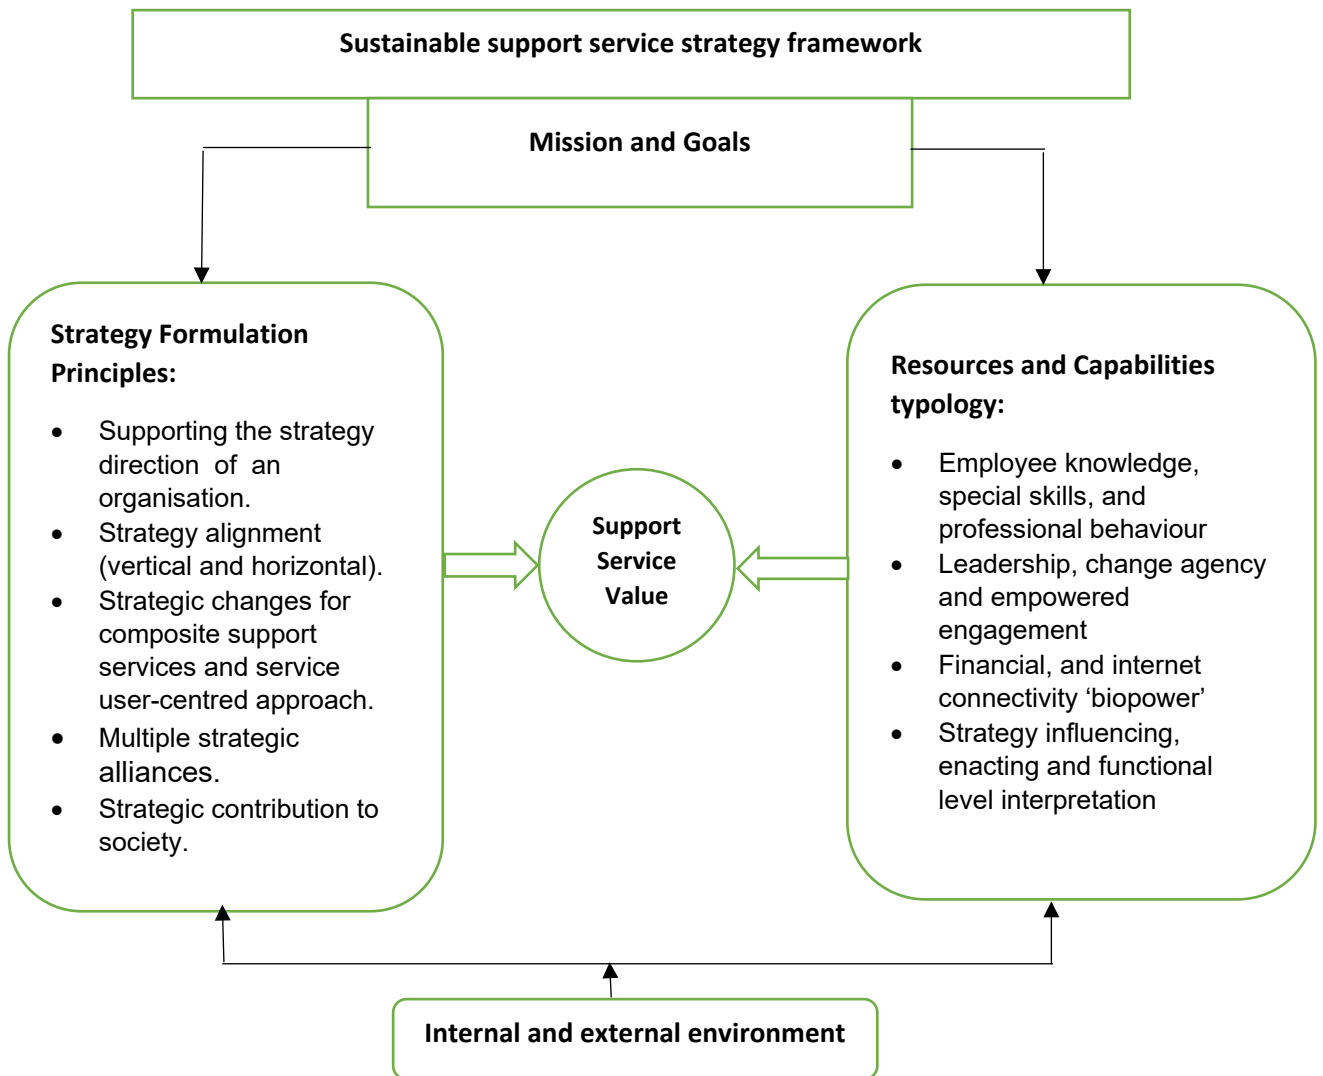 Sustainable support service strategy framework
Mission and Goals
Strategy Formulation
Principles:
• Supporting the strategy
direction of an
organisation.
• Strategy alignment
(vertical and horizontal).
• Strategic changes for
composite support
services and service
user-centred approach.
• Multiple strategic
alliances.
• Strategic contribution to
society.
Support
Service
Value
Resources and Capabilities
typology:
• Employee knowledge,
special skills, and
professional behaviour
• Leadership, change agency
and empowered
engagement
• Financial, and internet
connectivity ‘biopower’
• Strategy influencing,
enacting and functional
level interpretation
Internal and external environment